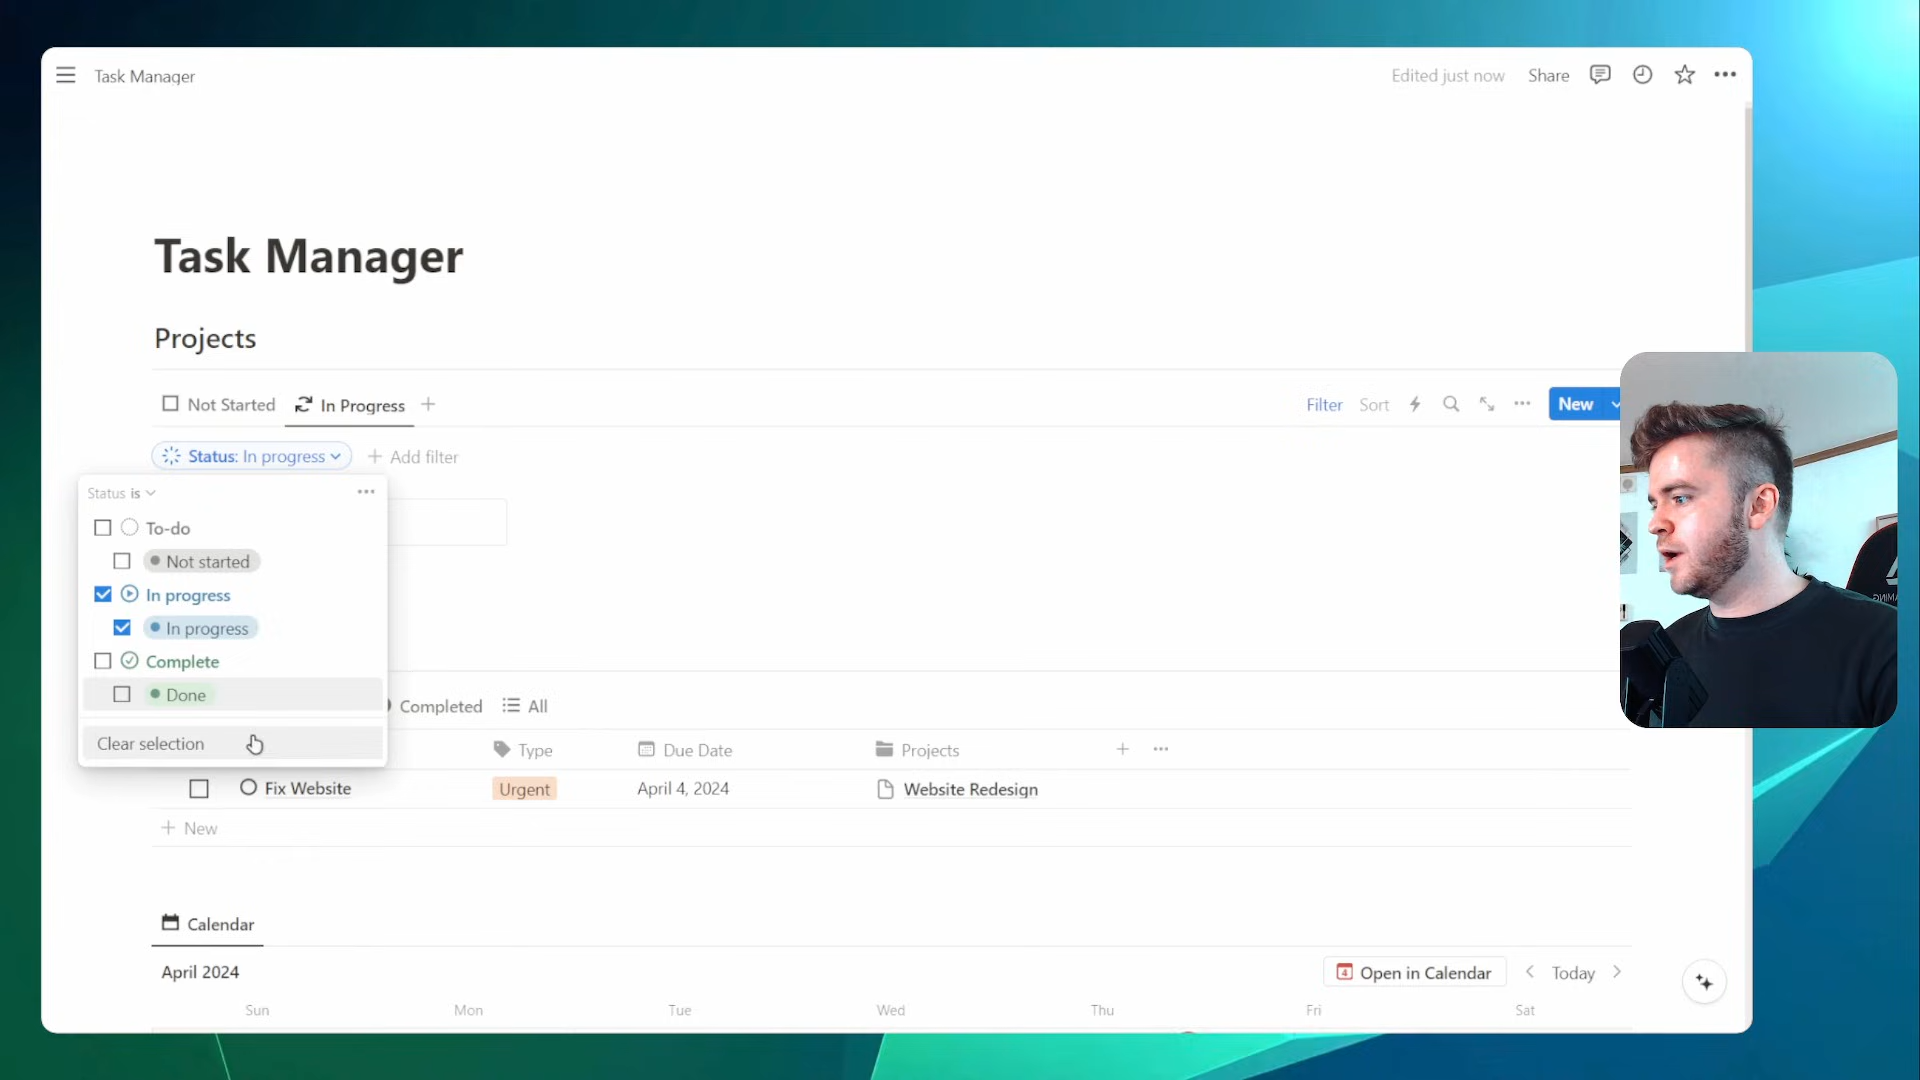 Task Manager
Edited just now Share
Task Manager
Projects
Not Started In Progress
Filter Sort New
Status: In progress Add filter
Status is
To-do
Not started
In progress
In progress
Complete
Done
Clear selection
Completed All
Type Due Date Projects
Fix Website Urgent April 4, 2024 Website Redesign
New
Calendar
April 2024 4 Open in Calendar Today
Sun Mon Tue Wed Thu Fri Sat